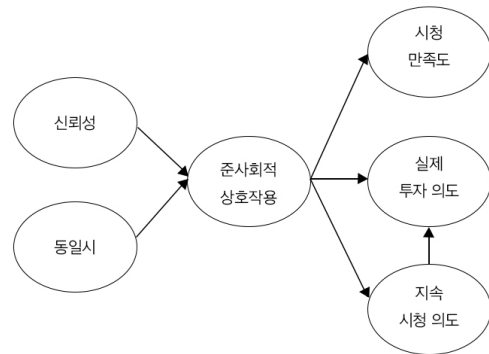 신뢰성
동일시
준사회적
상호작용
시청
만족도
실제
투자 의도
지속
시청 의도